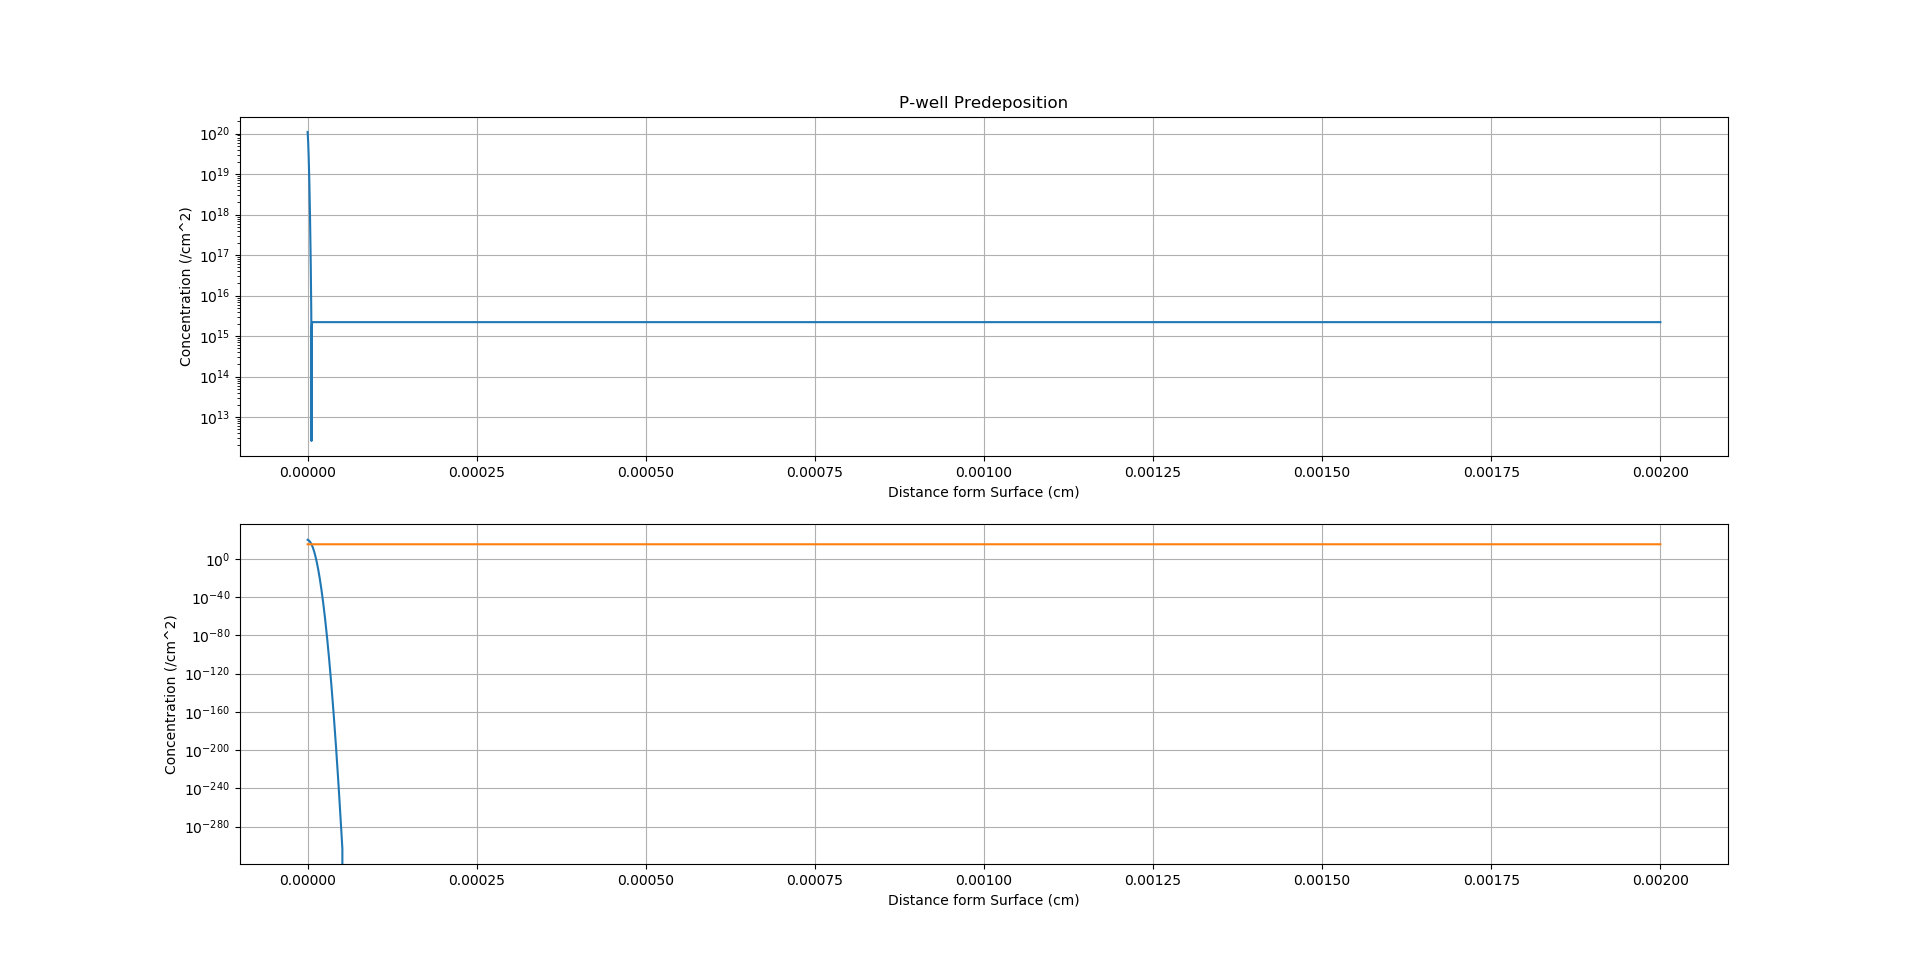 P-well Predeposition
Concentration (/cm^2)
10^20
10^19
10^18
10^17
10^16
10^15
10^14
10^13
0.00000 0.00025 0.00050 0.00075 0.00100 0.00125 0.00150 0.00175 0.00200
Distance form Surface (cm)
Concentration (/cm^2)
10^0
10^−40
10^−80
10^−120
10^−160
10^−200
10^−240
10^−280
0.00000 0.00025 0.00050 0.00075 0.00100 0.00125 0.00150 0.00175 0.00200
Distance form Surface (cm)